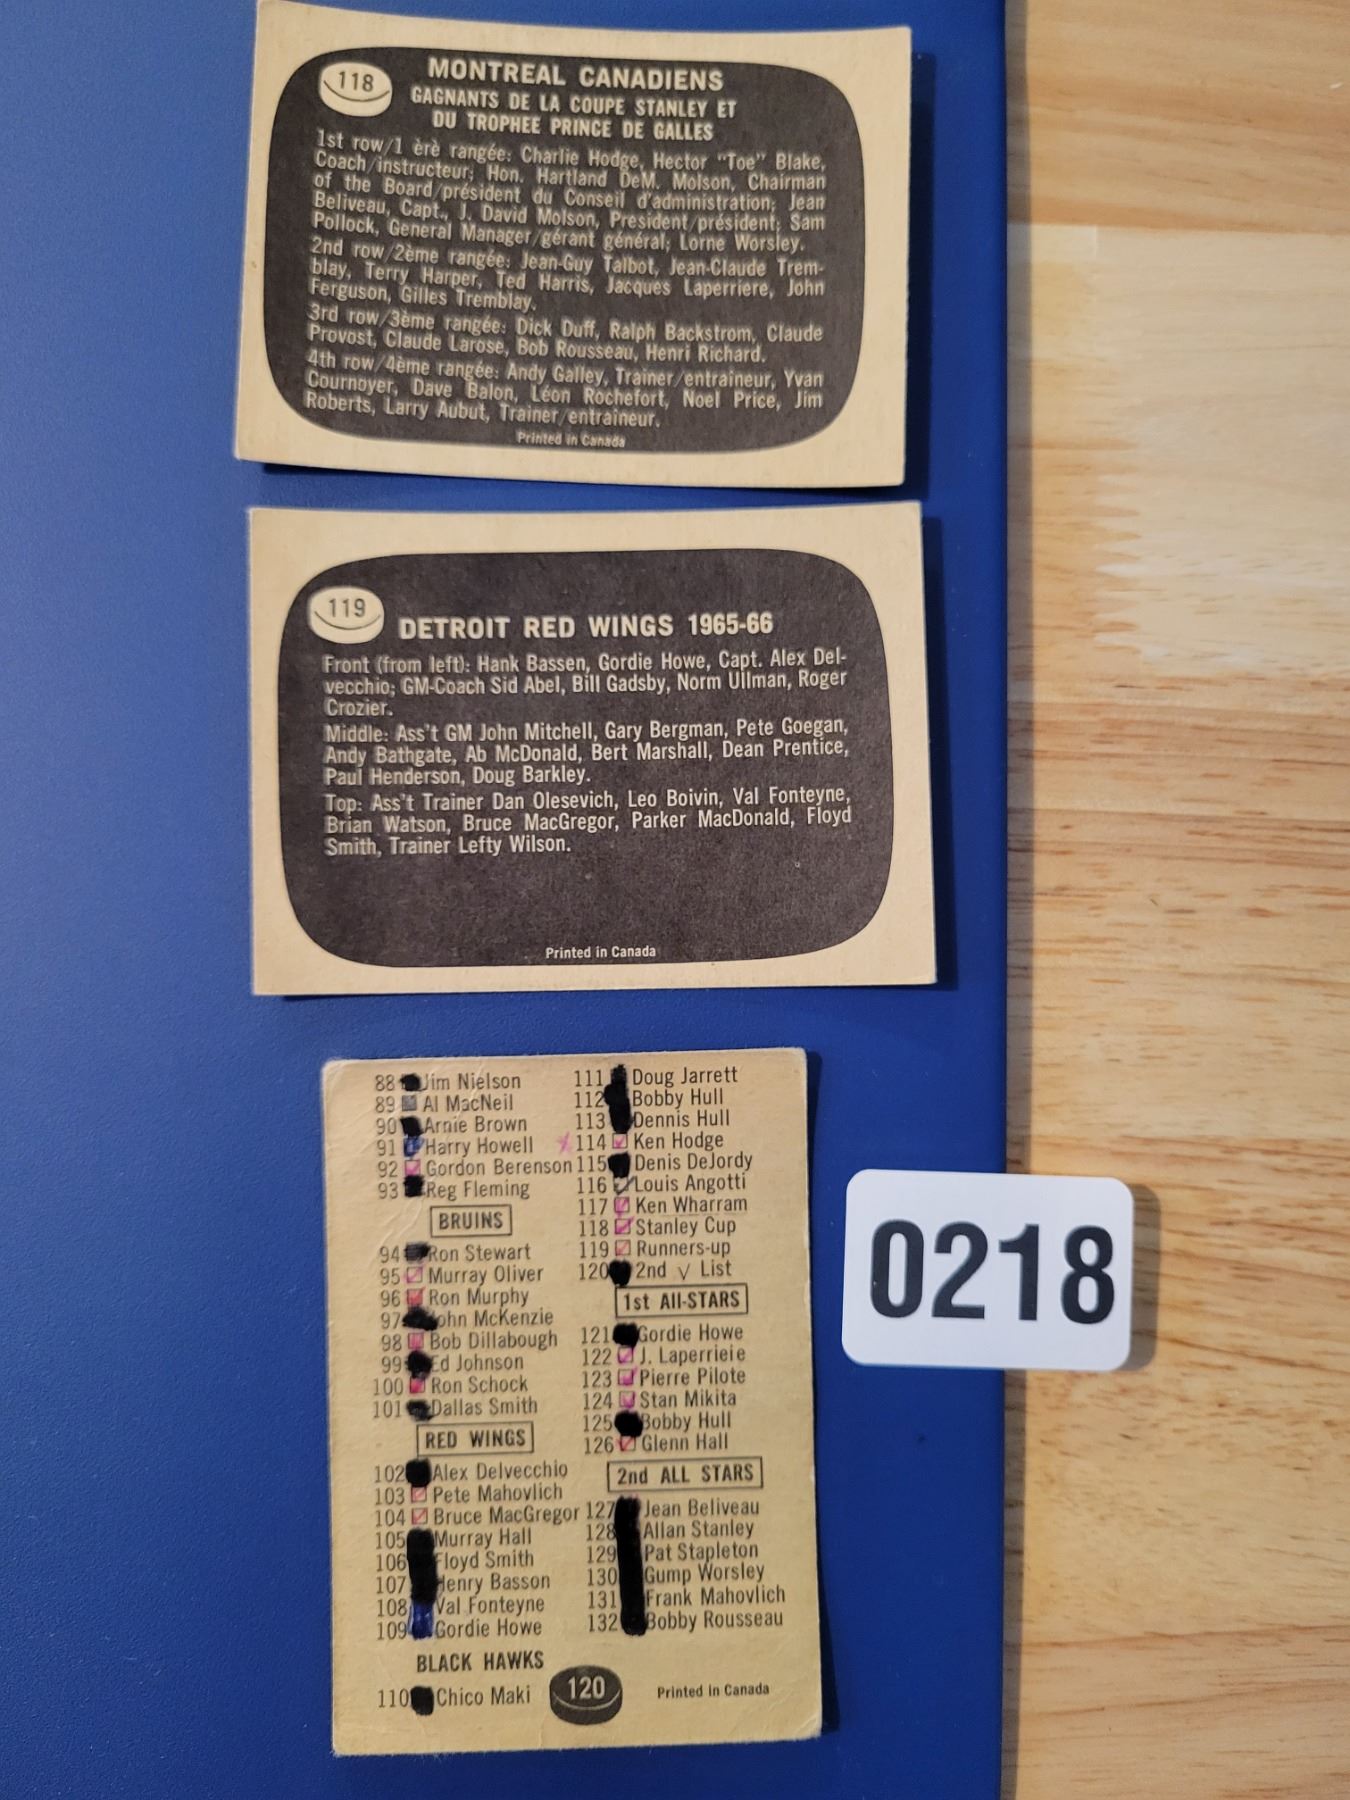 118
MONTREAL CANADIENS
GAGNANTS DE LA COUPE STANLEY ET
DU TROPHEE PRINCE DE GALLES
1st row/1 ère rangée: Charlie Hodge, Hector "Toe" Blake,
Coach/instructeur; Hon. Hartland DeM. Molson, Chairman
of the Board/président du Conseil d'administration; Jean
Beliveau, Capt., J. David Molson, President/président; Sam
Pollock, General Manager/gérant général; Lorne Worsley.
2nd row/2ème rangée: Jean-Guy Talbot, Jean-Claude Trem-
blay, Terry Harper, Ted Harris, Jacques Laperriere, John
Ferguson, Gilles Tremblay.
3rd row/3ème rangée: Dick Duff, Ralph Backstrom, Claude
Provost, Claude Larose, Bob Rousseau, Henri Richard.
4th row/4ème rangée: Andy Galley, Trainer/entraineur, Yvan
Cournoyer, Dave Balon, Léon Rochefort, Noel Price, Jim
Roberts, Larry Aubut, Trainer/entraîneur.
Printed in Canada
119
DETROIT RED WINGS 1965-66
Front (from left): Hank Bassen, Gordie Howe, Capt. Alex Del-
vecchio; GM-Coach Sid Abel, Bill Gadsby, Norm Ullman, Roger
Crozier.
Middle: Ass't GM John Mitchell, Gary Bergman, Pete Goegan,
Andy Bathgate, Ab McDonald, Bert Marshall, Dean Prentice,
Paul Henderson, Doug Barkley.
Top: Ass't Trainer Dan Olesevich, Leo Boivin, Val Fonteyne,
Brian Watson, Bruce MacGregor, Parker MacDonald, Floyd
Smith, Trainer Lefty Wilson.
Printed in Canada
88 Jim Nielson
89 Al MacNeil
90 Arnie Brown
91 Harry Howell
92 Gordon Berenson
93 Reg Fleming
BRUINS
94 Ron Stewart
95 Murray Oliver
96 Ron Murphy
97 John McKenzie
98 Bob Dillabough
99 Ed Johnson
100 Ron Schock
101 Dallas Smith
RED WINGS
102 Alex Delvecchio
103 Pete Mahovlich
104 Bruce MacGregor
105 Murray Hall
106 Floyd Smith
107 Henry Basson
108 Val Fonteyne
109 Gordie Howe
BLACK HAWKS
110 Chico Maki
111 Doug Jarrett
112 Bobby Hull
113 Dennis Hull
114 Ken Hodge
115 Denis DeJordy
116 Louis Angotti
117 Ken Wharram
118 Stanley Cup
119 Runners-up
120 2nd √ List
1st All-STARS
121 Gordie Howe
122 J. Laperrieie
123 Pierre Pilote
124 Stan Mikita
125 Bobby Hull
126 Glenn Hall
2nd ALL STARS
127 Jean Beliveau
128 Allan Stanley
129 Pat Stapleton
130 Gump Worsley
131 Frank Mahovlich
132 Bobby Rousseau
120
Printed in Canada
0218